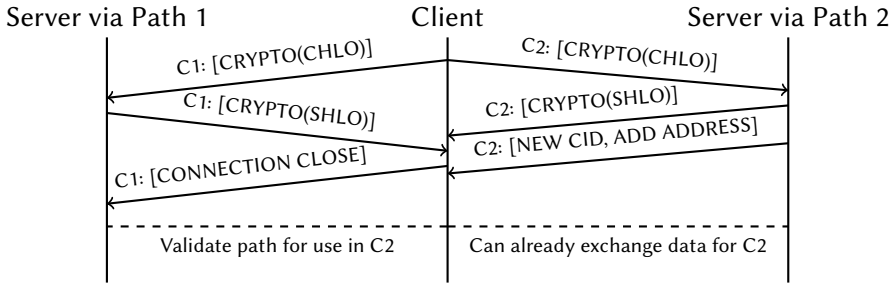 Server via Path 1 Client Server via Path 2
C1: [CRYPTO(CHLO)] C2: [CRYPTO(CHLO)]
C1: [CRYPTO(SHLO)] C2: [CRYPTO(SHLO)]
C1: [CONNECTION CLOSE] C2: [NEW CID, ADD ADDRESS]
Validate path for use in C2 Can already exchange data for C2